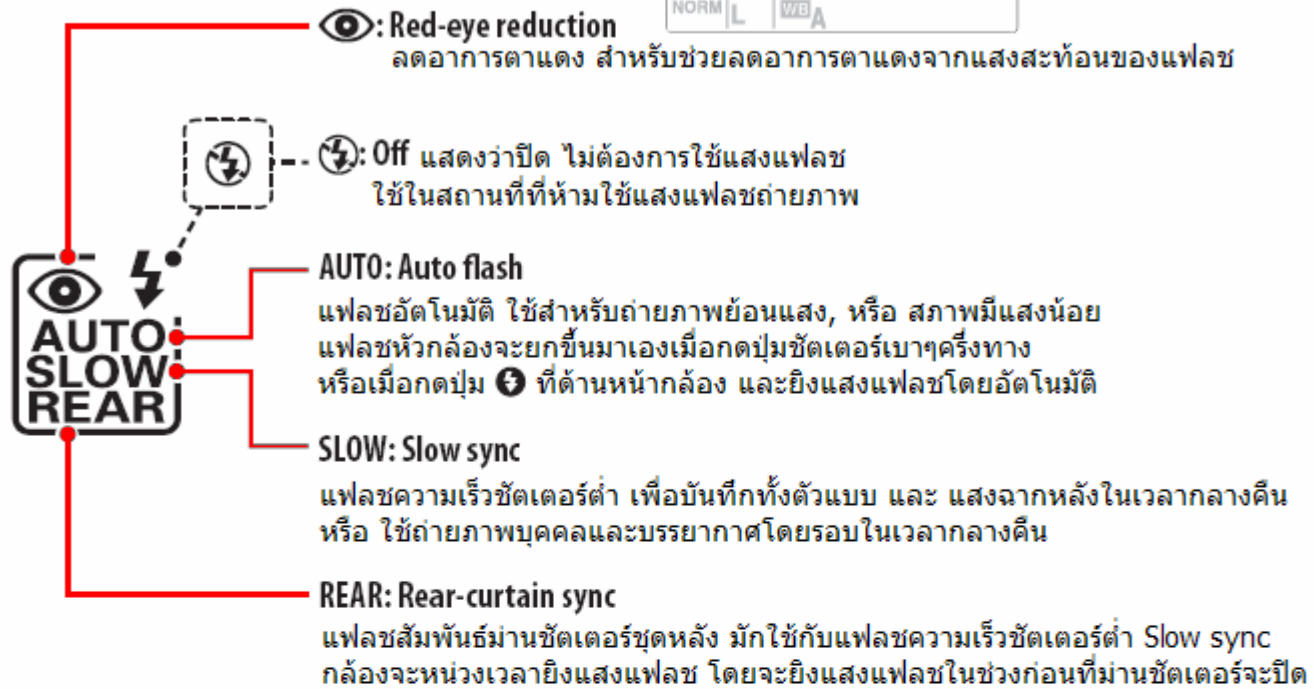 NORM L WB A
: Red-eye reduction
ลดอาการตาแดง สำหรับช่วยลดอาการตาแดงจากแสงสะท้อนของแฟลช
: Off แสดงว่าปิด ไม่ต้องการใช้แสงแฟลช
ใช้ในสถานที่ที่ห้ามใช้แสงแฟลชถ่ายภาพ
AUTO
SLOW
REAR
AUTO: Auto flash
แฟลชอัตโนมัติ ใช้สำหรับถ่ายภาพย้อนแสง, หรือ สภาพมีแสงน้อย
แฟลชหัวกล้องจะยกขึ้นมาเองเมื่อกดปุ่มชัตเตอร์เบาๆครึ่งทาง
หรือเมื่อกดปุ่ม ที่ด้านหน้ากล้อง และยิงแสงแฟลชโดยอัตโนมัติ
SLOW: Slow sync
แฟลชความเร็วชัตเตอร์ต่ำ เพื่อบันทึกทั้งตัวแบบ และ แสงฉากหลังในเวลากลางคืน
หรือ ใช้ถ่ายภาพบุคคลและบรรยากาศโดยรอบในเวลากลางคืน
REAR: Rear-curtain sync
แฟลชสัมพันธ์ม่านชัตเตอร์ชุดหลัง มักใช้กับแฟลชความเร็วชัตเตอร์ต่ำ Slow sync
กล้องจะหน่วงเวลายิงแสงแฟลช โดยจะยิงแสงแฟลชในช่วงก่อนที่ม่านชัตเตอร์จะปิด